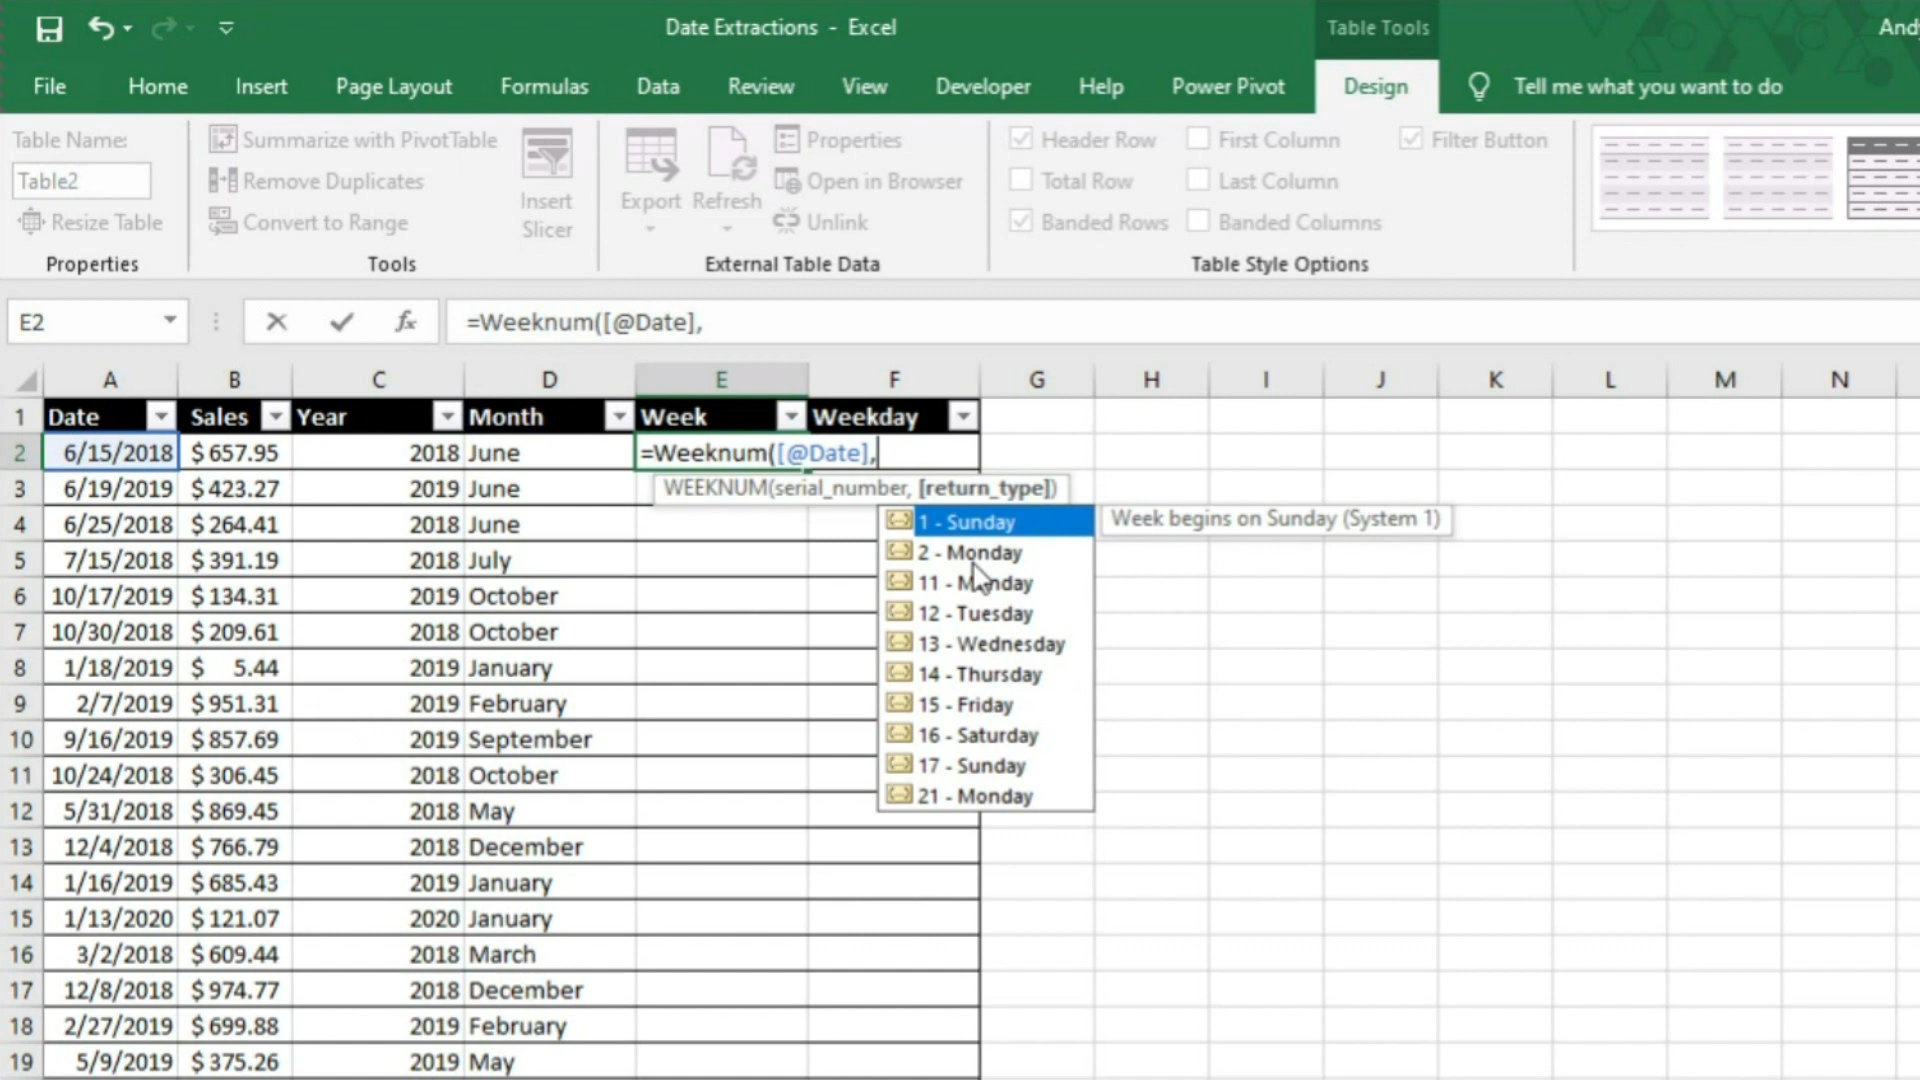 Date Extractions - Excel
Table Tools
Andy
File Home Insert Page Layout Formulas Data Review View Developer Help Power Pivot Design Tell me what you want to do
Table Name:
Table2
Resize Table
Properties
Summarize with PivotTable
Remove Duplicates
Convert to Range
Insert
Slicer
Tools
Export
Refresh
Properties
Open in Browser
Unlink
External Table Data
Header Row First Column Filter Button
Total Row Last Column
Banded Rows Banded Columns
Table Style Options
E2 fx =Weeknum([@Date],
A B C D E F G H I J K L M N
1 Date Sales Year Month Week Weekday
2 6/15/2018 $ 657.95 2018 June =Weeknum([@Date],
WEEKNUM(serial_number, [return_type])
3 6/19/2019 $ 423.27 2019 June
4 6/25/2018 $ 264.41 2018 June
5 7/15/2018 $ 391.19 2018 July
6 10/17/2019 $ 134.31 2019 October
7 10/30/2018 $ 209.61 2018 October
8 1/18/2019 $ 5.44 2019 January
9 2/7/2019 $ 951.31 2019 February
10 9/16/2019 $ 857.69 2019 September
11 10/24/2018 $ 306.45 2018 October
12 5/31/2018 $ 869.45 2018 May
13 12/4/2018 $ 766.79 2018 December
14 1/16/2019 $ 685.43 2019 January
15 1/13/2020 $ 121.07 2020 January
16 3/2/2018 $ 609.44 2018 March
17 12/8/2018 $ 974.77 2018 December
18 2/27/2019 $ 699.88 2019 February
19 5/9/2019 $ 375.26 2019 May
1 - Sunday
2 - Monday
11 - Monday
12 - Tuesday
13 - Wednesday
14 - Thursday
15 - Friday
16 - Saturday
17 - Sunday
21 - Monday
Week begins on Sunday (System 1)